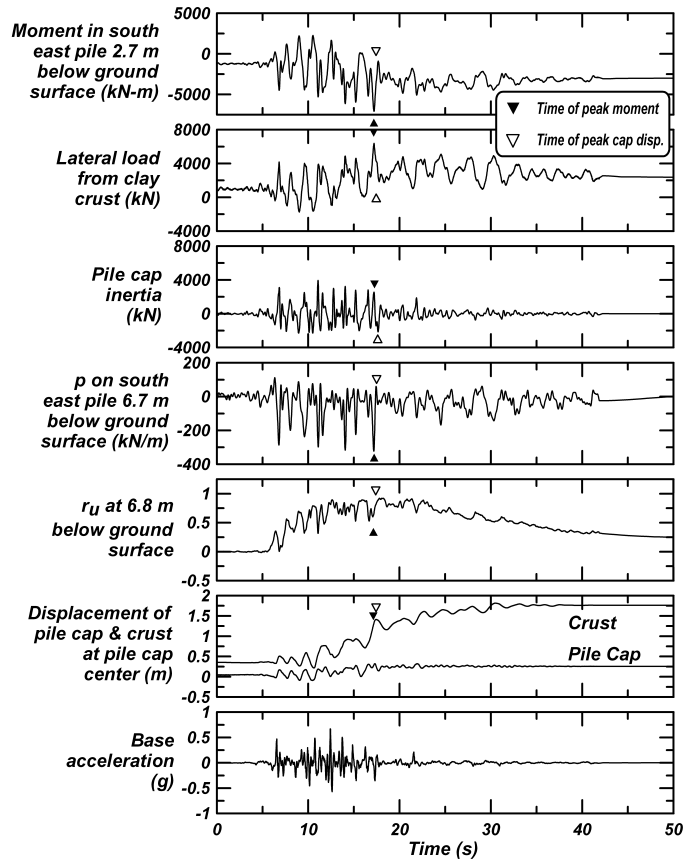 Moment in south
east pile 2.7 m
below ground
surface (kN-m)
5000
0
-5000
Time of peak moment
Time of peak cap disp.
Lateral load
from clay
crust (kN)
8000
4000
0
-4000
Pile cap
inertia
(kN)
8000
4000
0
-4000
p on south
east pile 6.7 m
below ground
surface (kN/m)
200
0
-200
-400
ru at 6.8 m
below ground
surface
1
0.5
0
-0.5
Displacement of
pile cap & crust
at pile cap
center (m)
2
1.5
1
0.5
0
-0.5
Crust
Pile Cap
Base
acceleration
(g)
1
0.5
0
-0.5
-1
0 10 20 30 40 50
Time (s)